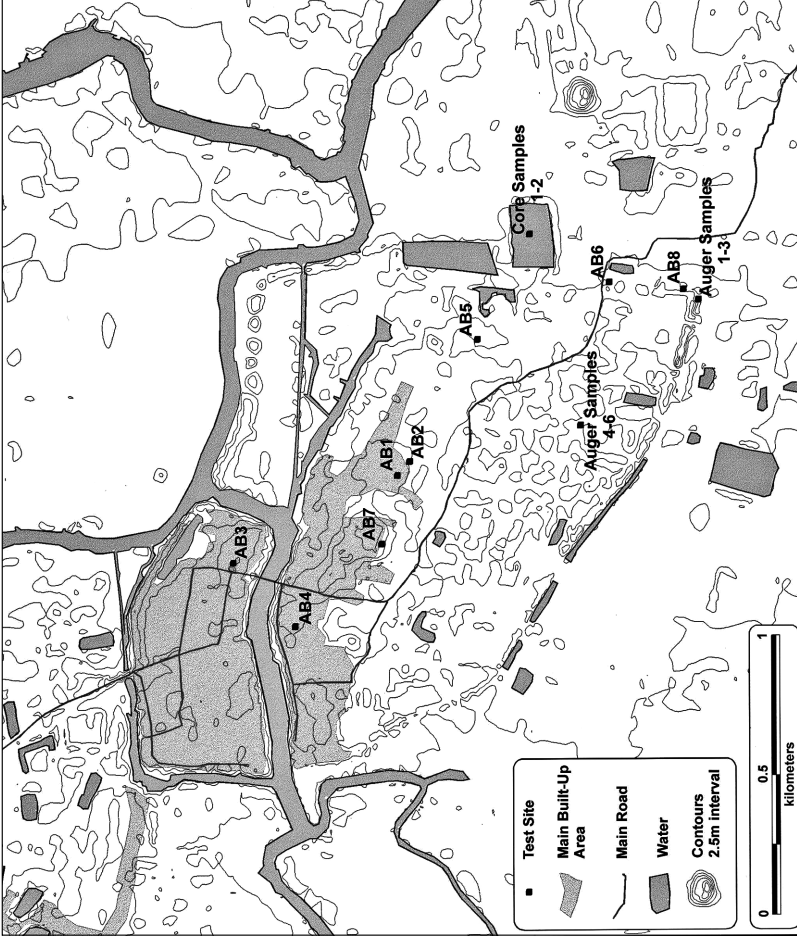 Core Samples
1-2
AB6
AB8
Auger Samples
1-3
AB5
Auger Samples
4-6
AB1
AB2
AB7
AB3
AB4
Test Site
Main Built-Up
Area
Main Road
Water
Contours
2.5m interval
0
0.5
1
kilometers